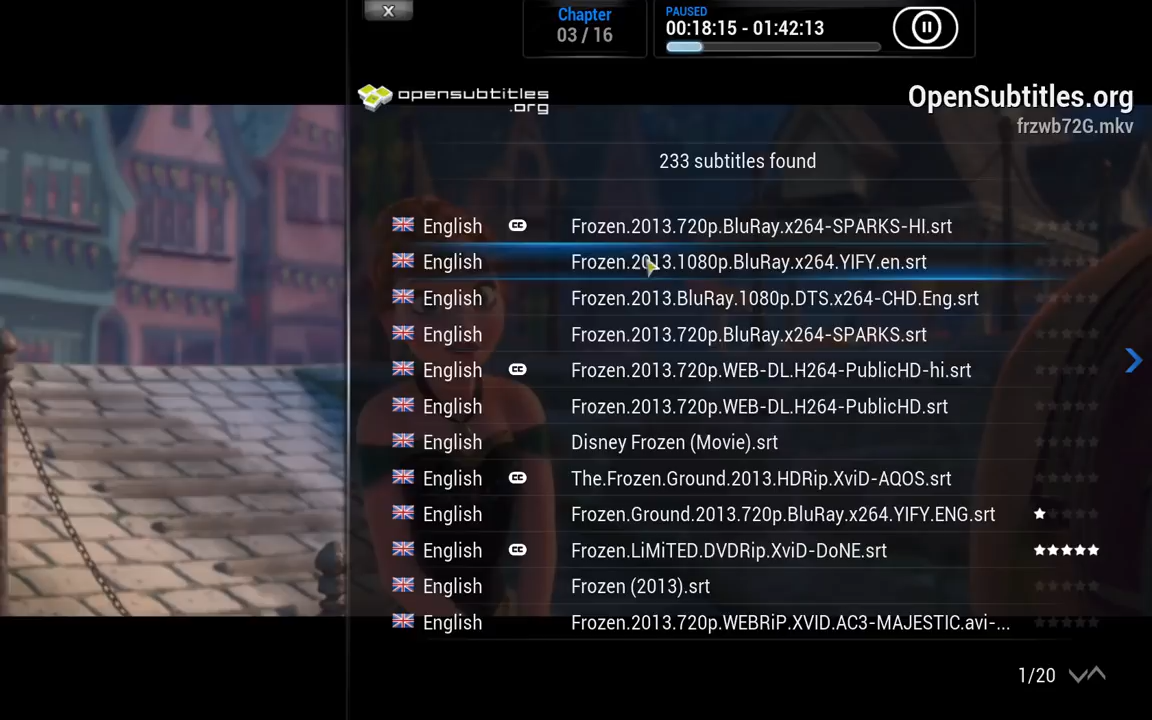 x
Chapter
03 / 16
PAUSED
00:18:15 - 01:42:13
opensubtitles
.org
OpenSubtitles.org
frzwb72G.mkv
233 subtitles found
English CC Frozen.2013.720p.BluRay.x264-SPARKS-HI.srt
English Frozen.2013.1080p.BluRay.x264.YIFY.en.srt
English Frozen.2013.BluRay.1080p.DTS.x264-CHD.Eng.srt
English Frozen.2013.720p.BluRay.x264-SPARKS.srt
English CC Frozen.2013.720p.WEB-DL.H264-PublicHD-hi.srt
English Frozen.2013.720p.WEB-DL.H264-PublicHD.srt
English Disney Frozen (Movie).srt
English CC The.Frozen.Ground.2013.HDRip.XviD-AQOS.srt
English Frozen.Ground.2013.720p.BluRay.x264.YIFY.ENG.srt
English CC Frozen.LiMiTED.DVDRip.XviD-DoNE.srt
English Frozen (2013).srt
English Frozen.2013.720p.WEBRiP.XVID.AC3-MAJESTIC.avi-...
1/20